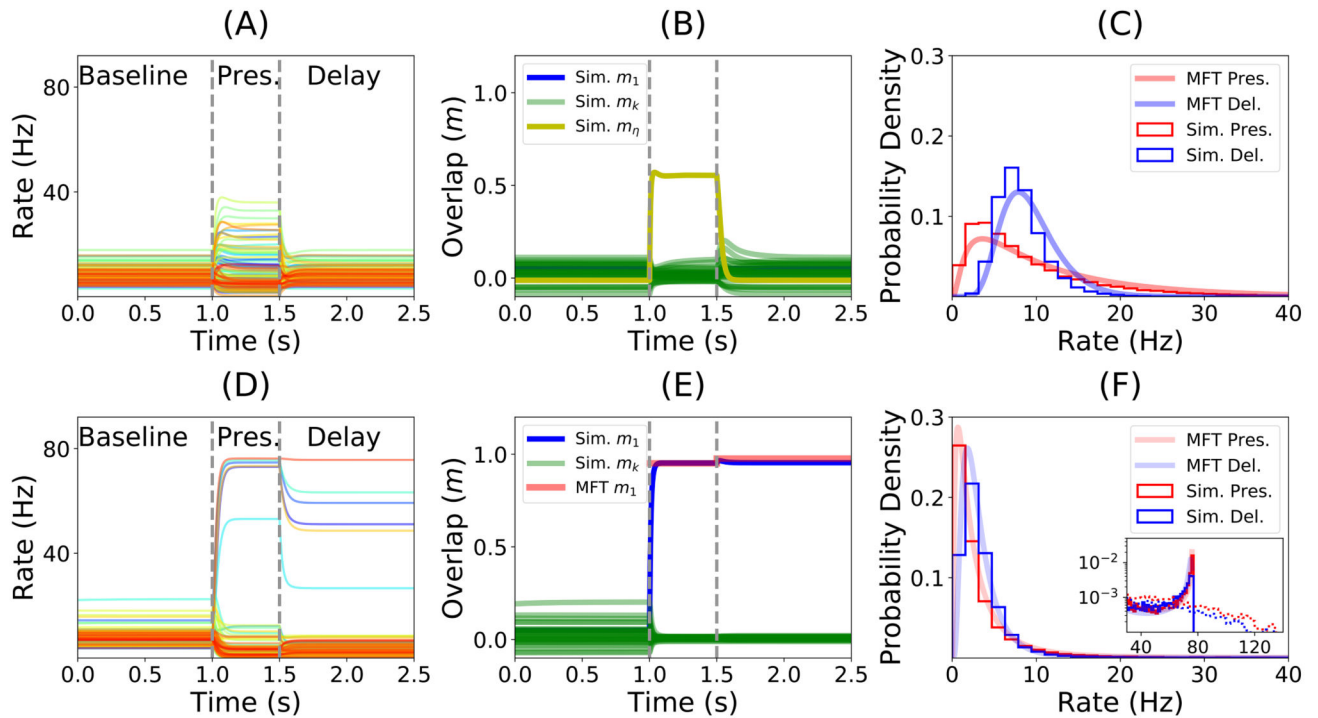 (A)
Baseline Pres. Delay
80
40
Rate (Hz)
0.0 0.5 1.0 1.5 2.0 2.5
Time (s)
(B)
Sim. m₁
Sim. mₖ
Sim. m_η
1.0
0.5
0.0
Overlap (m)
0.0 0.5 1.0 1.5 2.0 2.5
Time (s)
(C)
MFT Pres.
MFT Del.
Sim. Pres.
Sim. Del.
0.3
0.2
0.1
Probability Density
0 10 20 30 40
Rate (Hz)
(D)
Baseline Pres. Delay
80
40
Rate (Hz)
0.0 0.5 1.0 1.5 2.0 2.5
Time (s)
(E)
Sim. m₁
Sim. mₖ
MFT m₁
1.0
0.5
0.0
Overlap (m)
0.0 0.5 1.0 1.5 2.0 2.5
Time (s)
(F)
MFT Pres.
MFT Del.
Sim. Pres.
Sim. Del.
0.3
0.2
0.1
Probability Density
10⁻²
10⁻³
40 80 120
0 10 20 30 40
Rate (Hz)